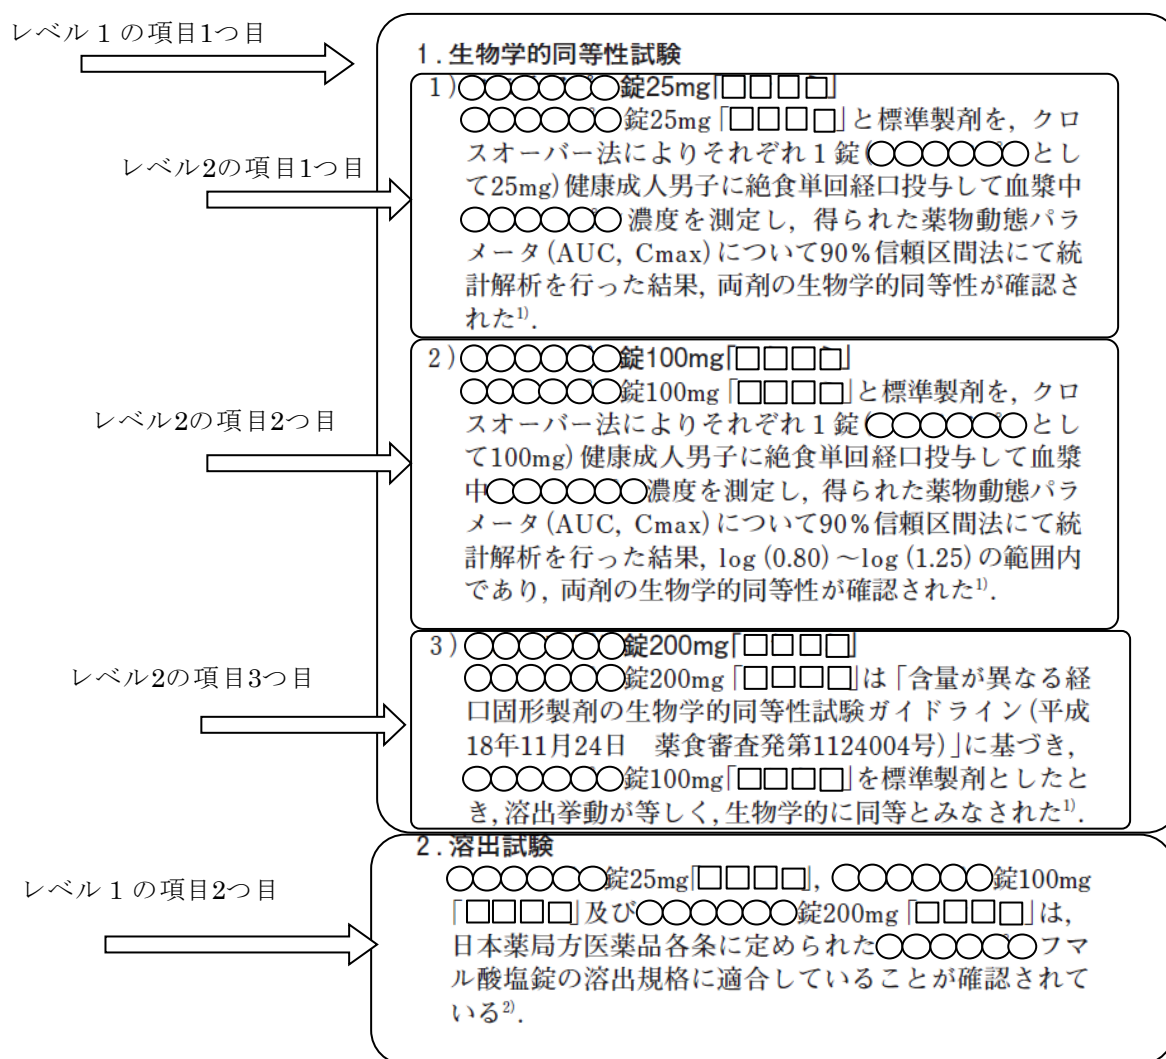 レベル1の項目1つ目
1．生物学的同等性試験
1）○○○○○○錠25mg「□□□□」
○○○○○○錠25mg「□□□□」と標準製剤を，クロ
スオーバー法によりそれぞれ1錠（○○○○○○とし
て25mg）健康成人男子に絶食単回経口投与して血漿中
○○○○○○濃度を測定し，得られた薬物動態パラ
メータ（AUC，Cmax）について90％信頼区間法にて統
計解析を行った結果，両剤の生物学的同等性が確認さ
れた1)．
レベル2の項目1つ目
2）○○○○○○錠100mg「□□□□」
○○○○○○錠100mg「□□□□」と標準製剤を，クロ
スオーバー法によりそれぞれ1錠（○○○○○○とし
て100mg）健康成人男子に絶食単回経口投与して血漿
中○○○○○○濃度を測定し，得られた薬物動態パラ
メータ（AUC，Cmax）について90％信頼区間法にて統
計解析を行った結果，log（0.80）～log（1.25）の範囲内
であり，両剤の生物学的同等性が確認された1)．
レベル2の項目2つ目
3）○○○○○○錠200mg「□□□□」
○○○○○○錠200mg「□□□□」は「含量が異なる経
口固形製剤の生物学的同等性試験ガイドライン（平成
18年11月24日　薬食審査発第1124004号）」に基づき，
○○○○○○錠100mg「□□□□」を標準製剤としたと
き，溶出挙動が等しく，生物学的に同等とみなされた1)．
レベル2の項目3つ目
2．溶出試験
○○○○○○錠25mg「□□□□」，○○○○○○錠100mg
「□□□□」及び○○○○○○錠200mg「□□□□」は，
日本薬局方医薬品各条に定められた○○○○○○フマ
ル酸塩錠の溶出規格に適合していることが確認されて
いる2)．
レベル1の項目2つ目